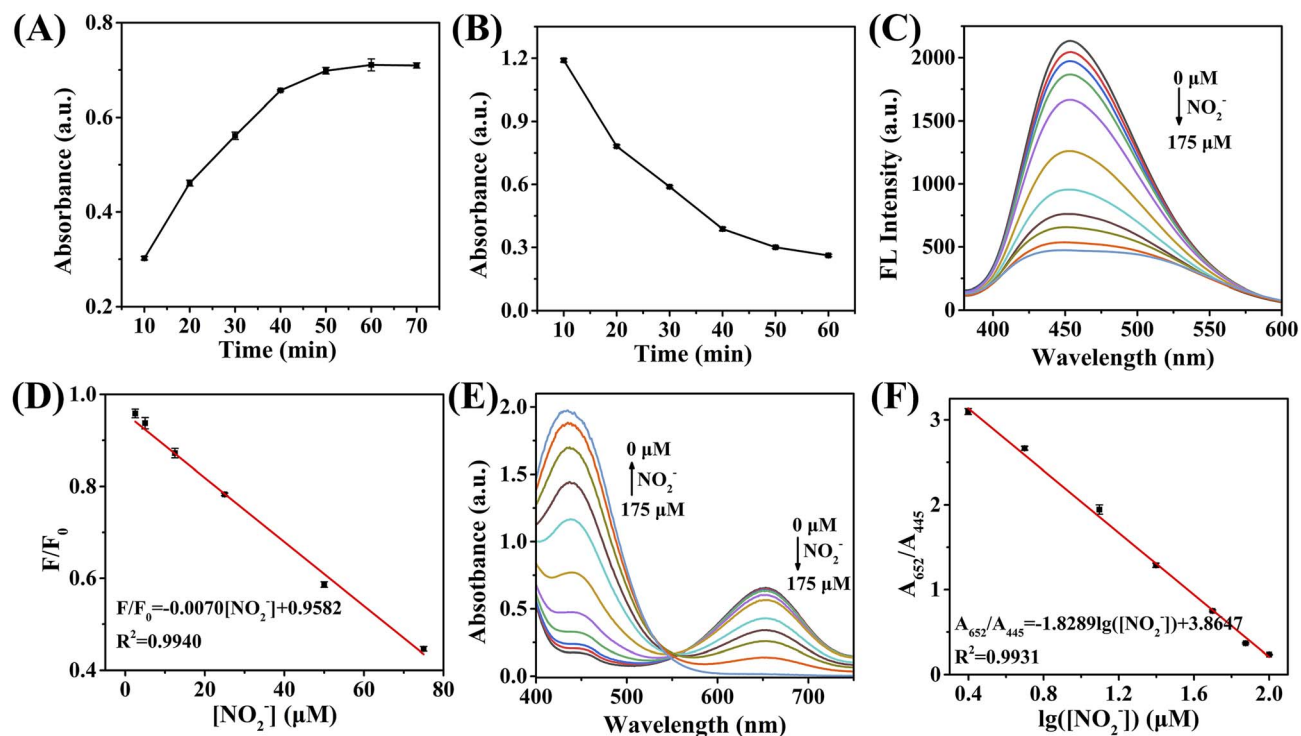 (A)
0.8
0.6
0.4
0.2
Absorbance (a.u.)
10 20 30 40 50 60 70
Time (min)
(B)
1.2
0.9
0.6
0.3
0.0
Absorbance (a.u.)
10 20 30 40 50 60
Time (min)
(C)
2000
1500
1000
500
0
FL Intensity (a.u.)
0 μM
NO₂⁻
175 μM
400 450 500 550 600
Wavelength (nm)
(D)
1.0
0.8
0.6
0.4
F/F₀
F/F₀=-0.0070[NO₂⁻]+0.9582
R²=0.9940
0 25 50 75
[NO₂⁻] (μM)
(E)
2.0
1.5
1.0
0.5
0.0
Absotbance (a.u.)
0 μM
NO₂⁻
175 μM
0 μM
NO₂⁻
175 μM
400 500 600 700
Wavelength (nm)
(F)
3
2
1
0
A₆₅₂/A₄₄₅
A₆₅₂/A₄₄₅=-1.8289lg([NO₂⁻])+3.8647
R²=0.9931
0.4 0.8 1.2 1.6 2.0
lg([NO₂⁻]) (μM)